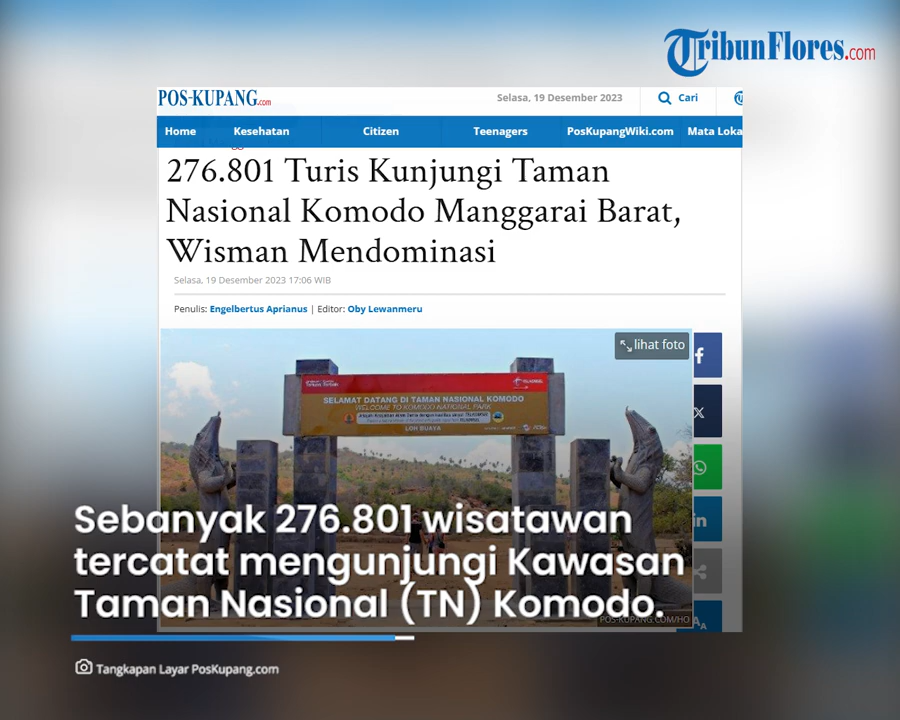 TribunFlores.com
POS-KUPANG.com
Selasa, 19 Desember 2023
Cari
Home Kesehatan Citizen Teenagers PosKupangWiki.com Mata Loka
276.801 Turis Kunjungi Taman
Nasional Komodo Manggarai Barat,
Wisman Mendominasi
Selasa, 19 Desember 2023 17:06 WIB
Penulis: Engelbertus Aprianus | Editor: Oby Lewanmeru
lihat foto
TELKOMSEL
SELAMAT DATANG DI TAMAN NASIONAL KOMODO
WELCOME TO KOMODO NATIONAL PARK
LOH BUAYA
Sebanyak 276.801 wisatawan
tercatat mengunjungi Kawasan
Taman Nasional (TN) Komodo.
POS-KUPANG.COM/HO
AA
Tangkapan Layar PosKupang.com